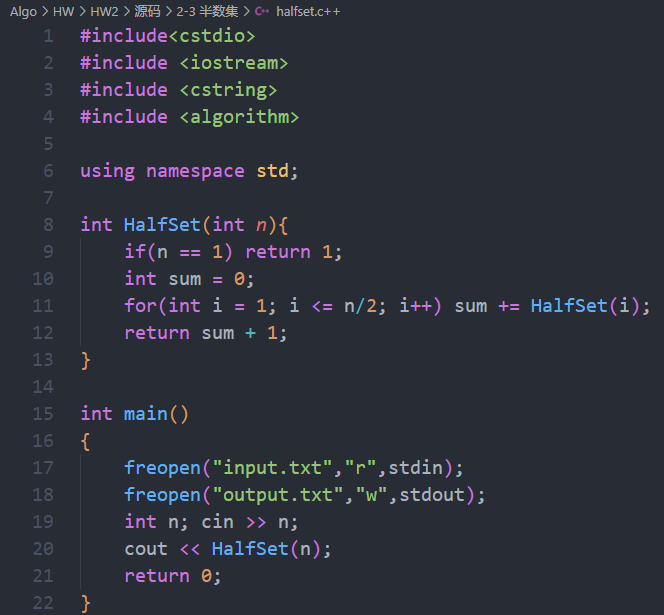 Algo > HW > HW2 > 源码 > 2-3 半数集 > C++ halfset.c++
1 #include<cstdio>
2 #include <iostream>
3 #include <cstring>
4 #include <algorithm>
5
6 using namespace std;
7
8 int HalfSet(int n){
9     if(n == 1) return 1;
10     int sum = 0;
11     for(int i = 1; i <= n/2; i++) sum += HalfSet(i);
12     return sum + 1;
13 }
14
15 int main()
16 {
17     freopen("input.txt","r",stdin);
18     freopen("output.txt","w",stdout);
19     int n; cin >> n;
20     cout << HalfSet(n);
21     return 0;
22 }